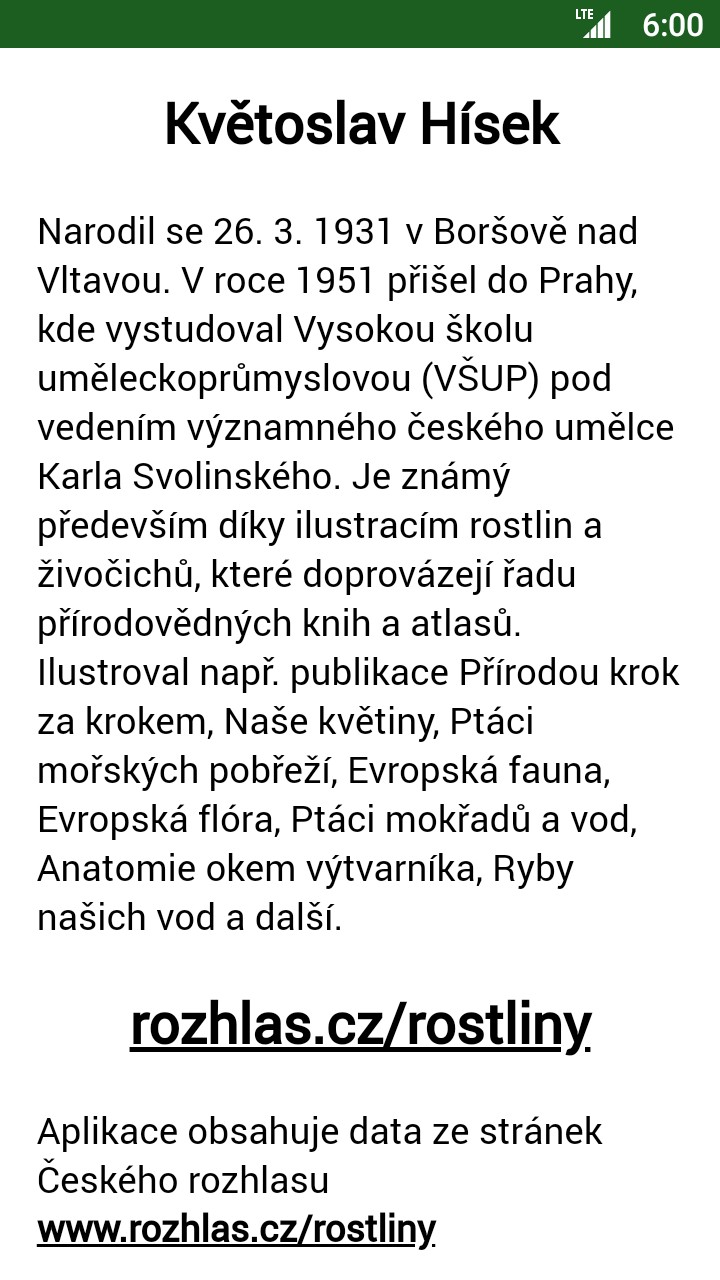 LTE 6:00
Květoslav Hísek
Narodil se 26. 3. 1931 v Boršově nad
Vltavou. V roce 1951 přišel do Prahy,
kde vystudoval Vysokou školu
uměleckoprůmyslovou (VŠUP) pod
vedením významného českého umělce
Karla Svolinského. Je známý
především díky ilustracím rostlin a
živočichů, které doprovázejí řadu
přírodovědných knih a atlasů.
Ilustroval např. publikace Přírodou krok
za krokem, Naše květiny, Ptáci
mořských pobřeží, Evropská fauna,
Evropská flóra, Ptáci mokřadů a vod,
Anatomie okem výtvarníka, Ryby
našich vod a další.
rozhlas.cz/rostliny
Aplikace obsahuje data ze stránek
Českého rozhlasu
www.rozhlas.cz/rostliny